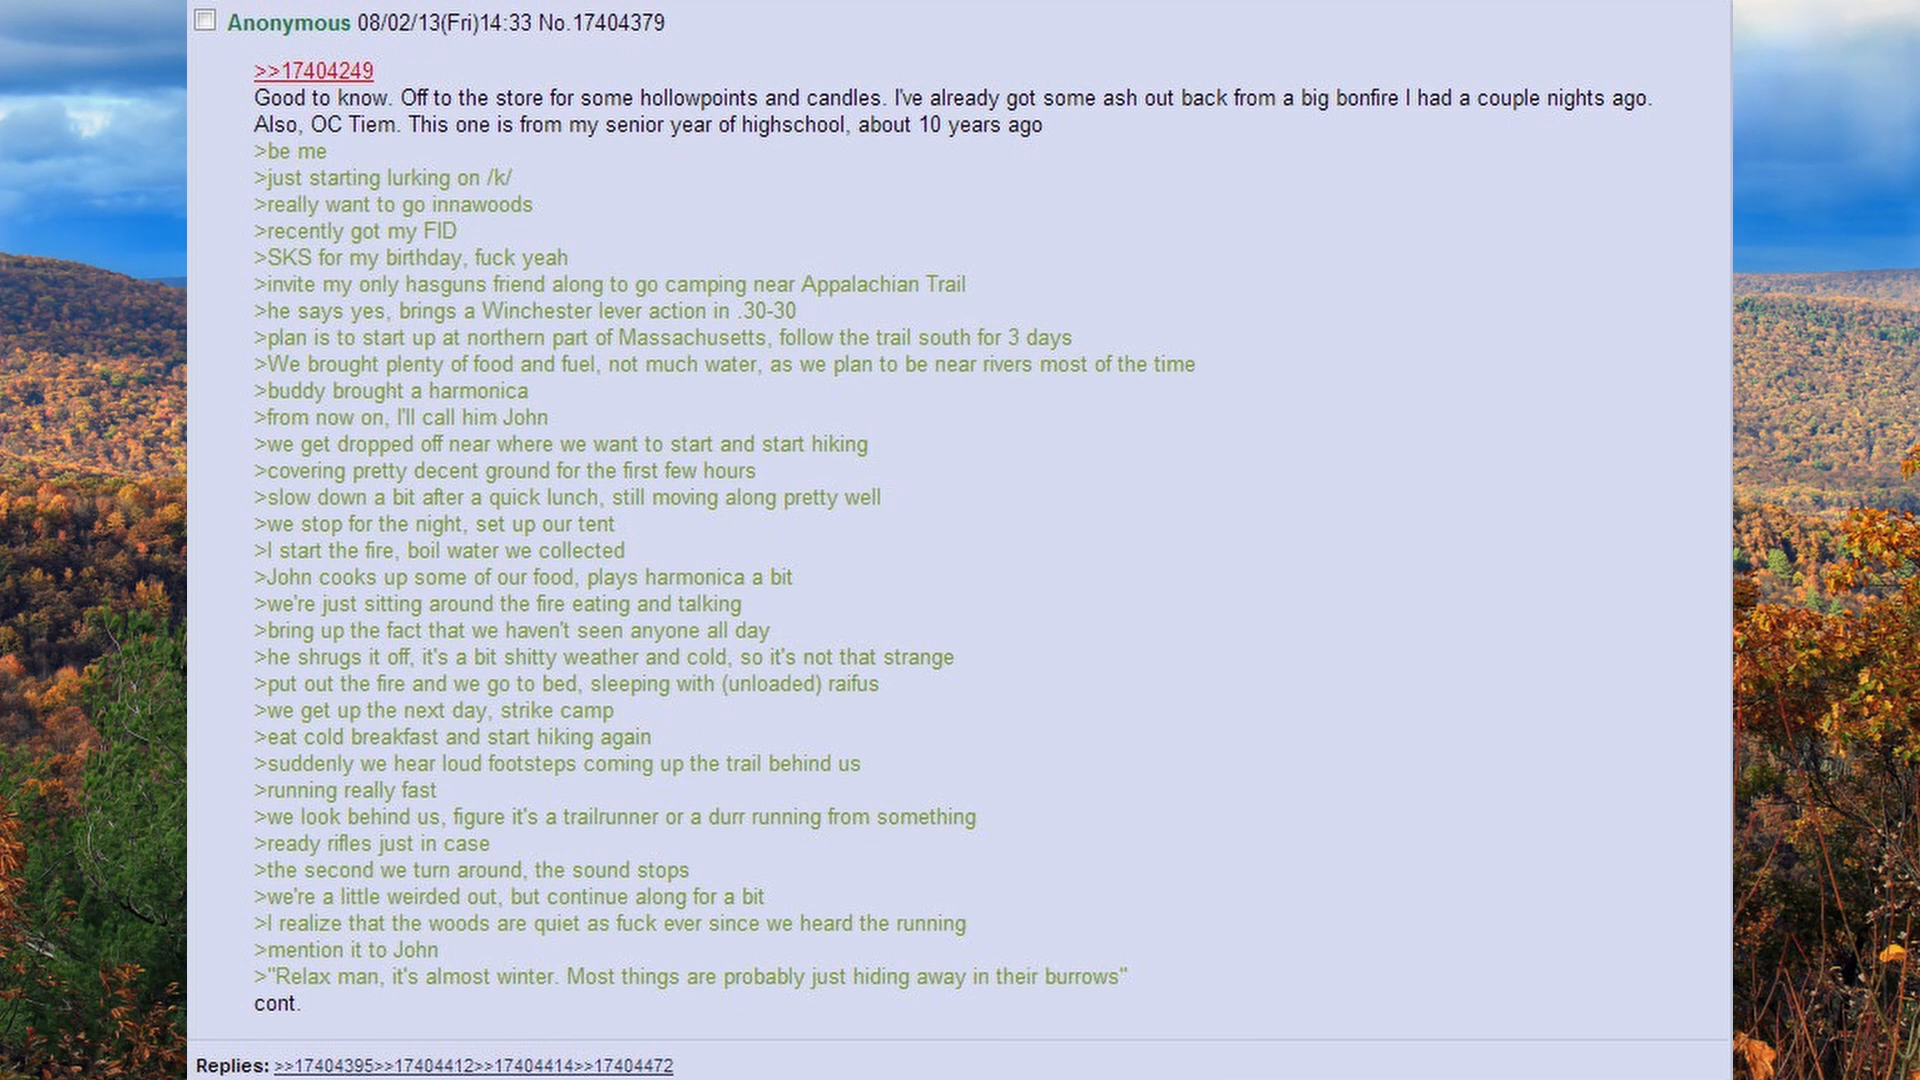 Anonymous 08/02/13(Fri)14:33 No.17404379
>>17404249
Good to know. Off to the store for some hollowpoints and candles. I've already got some ash out back from a big bonfire I had a couple nights ago.
Also, OC Tiem. This one is from my senior year of highschool, about 10 years ago
>be me
>just starting lurking on /k/
>really want to go innawoods
>recently got my FID
>SKS for my birthday, fuck yeah
>invite my only hasguns friend along to go camping near Appalachian Trail
>he says yes, brings a Winchester lever action in .30-30
>plan is to start up at northern part of Massachusetts, follow the trail south for 3 days
>We brought plenty of food and fuel, not much water, as we plan to be near rivers most of the time
>buddy brought a harmonica
>from now on, I'll call him John
>we get dropped off near where we want to start and start hiking
>covering pretty decent ground for the first few hours
>slow down a bit after a quick lunch, still moving along pretty well
>we stop for the night, set up our tent
>I start the fire, boil water we collected
>John cooks up some of our food, plays harmonica a bit
>we're just sitting around the fire eating and talking
>bring up the fact that we haven't seen anyone all day
>he shrugs it off, it's a bit shitty weather and cold, so it's not that strange
>put out the fire and we go to bed, sleeping with (unloaded) raifus
>we get up the next day, strike camp
>eat cold breakfast and start hiking again
>suddenly we hear loud footsteps coming up the trail behind us
>running really fast
>we look behind us, figure it's a trailrunner or a durr running from something
>ready rifles just in case
>the second we turn around, the sound stops
>we're a little weirded out, but continue along for a bit
>I realize that the woods are quiet as fuck ever since we heard the running
>mention it to John
>"Relax man, it's almost winter. Most things are probably just hiding away in their burrows"
cont.
Replies: >>17404395>>17404412>>17404414>>17404472